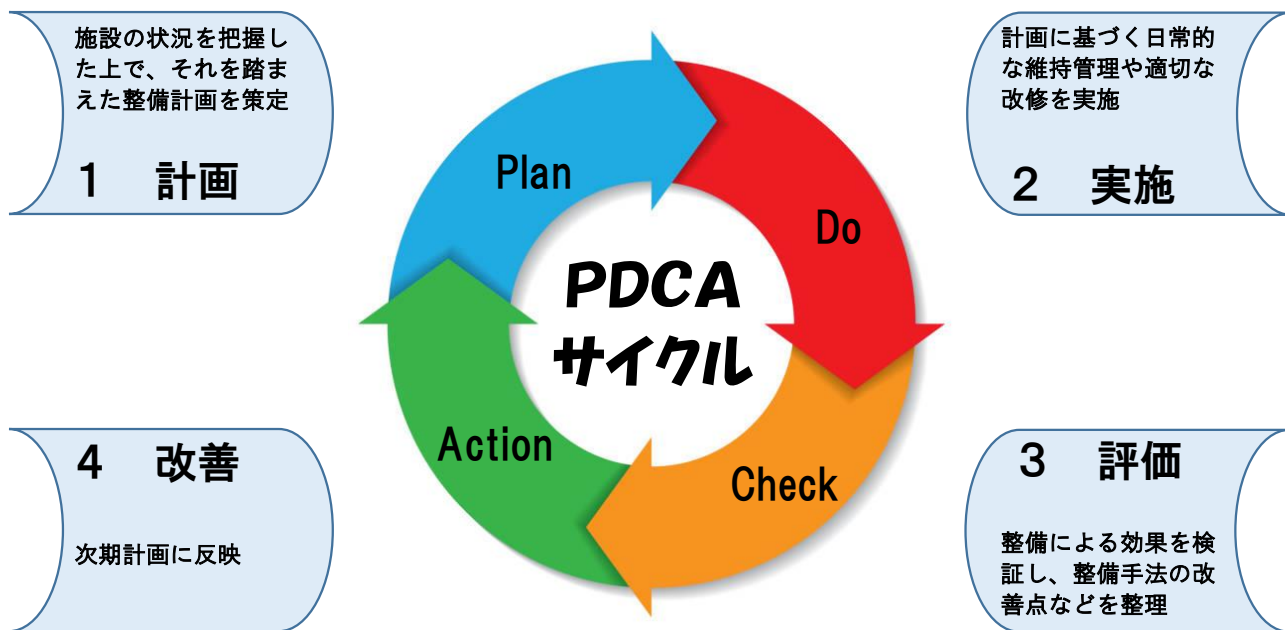 施設の状況を把握し
た上で、それを踏ま
えた整備計画を策定
1 計画
計画に基づく日常的
な維持管理や適切な
改修を実施
2 実施
Plan
Do
PDCA
サイクル
Action
Check
4 改善
次期計画に反映
3 評価
整備による効果を検
証し、整備手法の改
善点などを整理